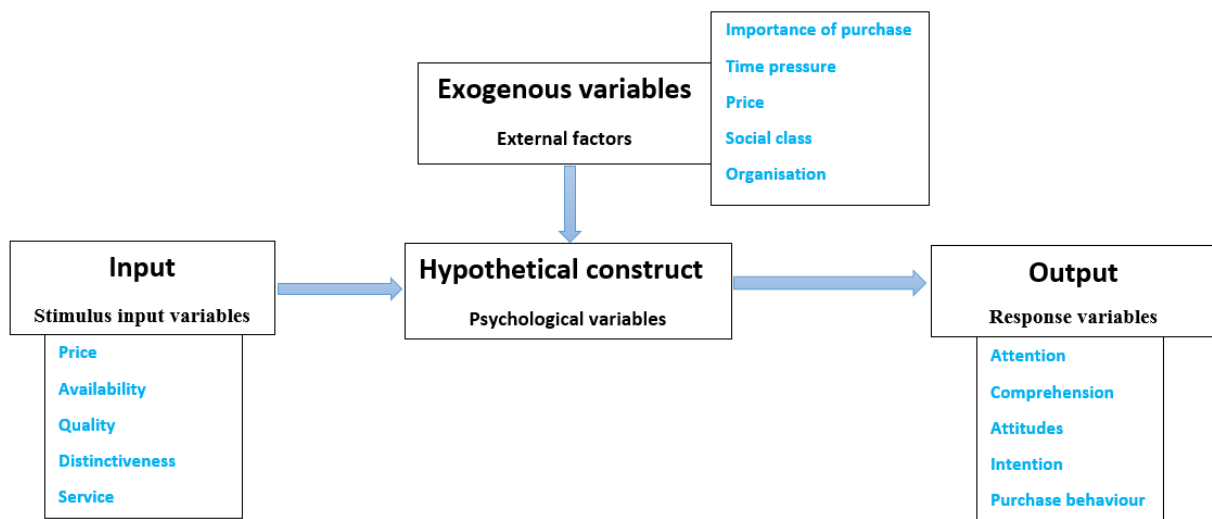 Exogenous variables
External factors
Importance of purchase
Time pressure
Price
Social class
Organisation
Input
Stimulus input variables
Price
Availability
Quality
Distinctiveness
Service
Hypothetical construct
Psychological variables
Output
Response variables
Attention
Comprehension
Attitudes
Intention
Purchase behaviour